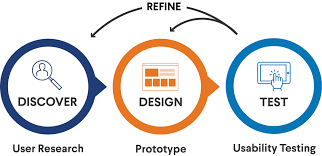 REFINE
DISCOVER
DESIGN
TEST
User Research
Prototype
Usability Testing